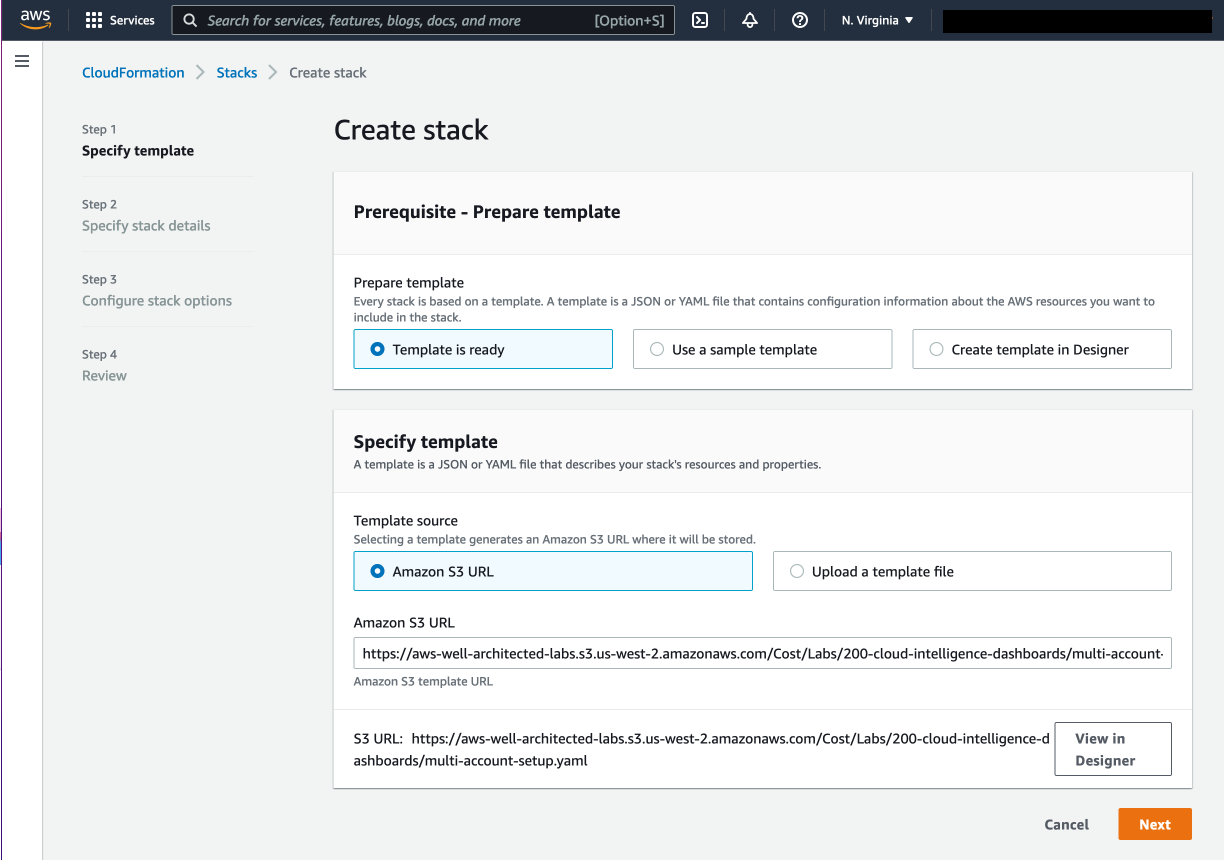 aws
Services
Search for services, features, blogs, docs, and more
[Option+S]
N. Virginia
CloudFormation
Stacks
Create stack
Step 1
Specify template
Step 2
Specify stack details
Step 3
Configure stack options
Step 4
Review
Create stack
Prerequisite - Prepare template
Prepare template
Every stack is based on a template. A template is a JSON or YAML file that contains configuration information about the AWS resources you want to
include in the stack.
Template is ready
Use a sample template
Create template in Designer
Specify template
A template is a JSON or YAML file that describes your stack's resources and properties.
Template source
Selecting a template generates an Amazon S3 URL where it will be stored.
Amazon S3 URL
Upload a template file
Amazon S3 URL
https://aws-well-architected-labs.s3.us-west-2.amazonaws.com/Cost/Labs/200-cloud-intelligence-dashboards/multi-account-
Amazon S3 template URL
S3 URL: https://aws-well-architected-labs.s3.us-west-2.amazonaws.com/Cost/Labs/200-cloud-intelligence-d
ashboards/multi-account-setup.yaml
View in
Designer
Cancel
Next